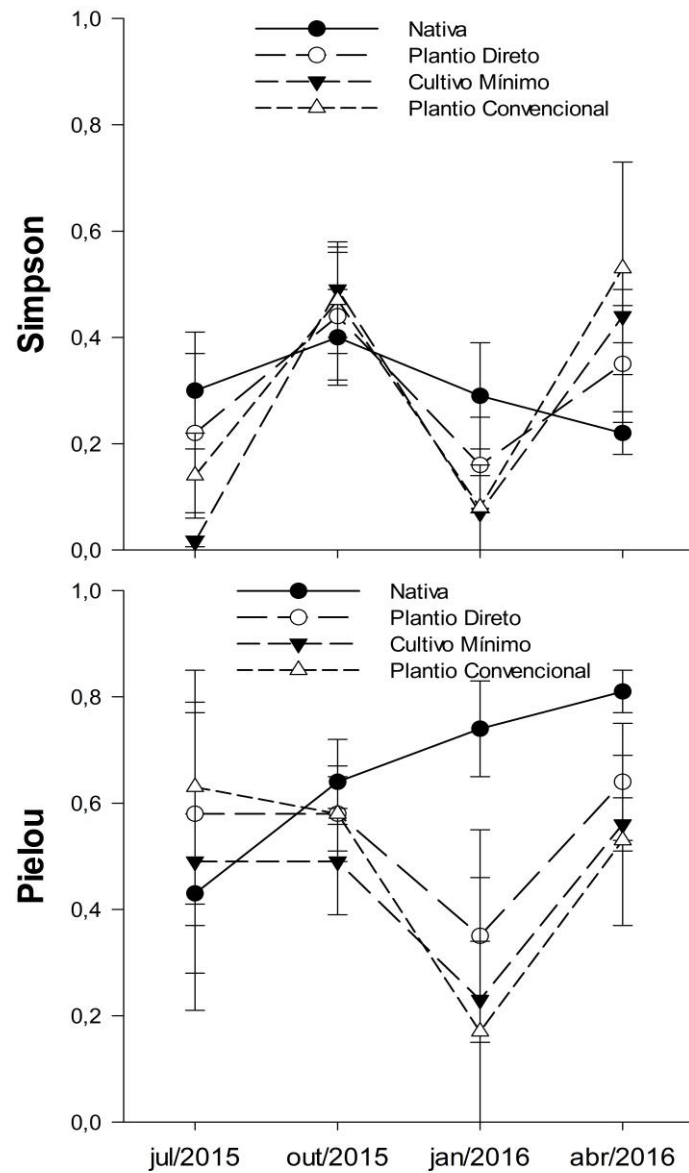 1,0
0,8
0,6
0,4
0,2
0,0
Simpson
Nativa
Plantio Direto
Cultivo Mínimo
Plantio Convencional
1,0
0,8
0,6
0,4
0,2
0,0
Pielou
Nativa
Plantio Direto
Cultivo Mínimo
Plantio Convencional
jul/2015 out/2015 jan/2016 abr/2016